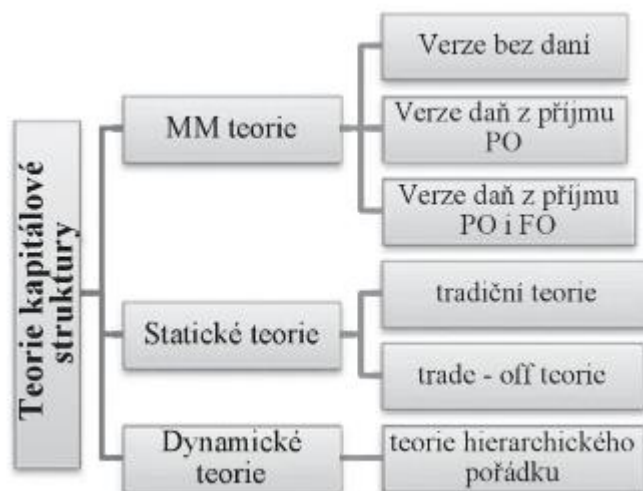 Teorie kapitálové
struktury
MM teorie
Verze bez daní
Verze daň z příjmu
PO
Verze daň z příjmu
PO i FO
Statické teorie
tradiční teorie
trade - off teorie
Dynamické
teorie
teorie hierarchického
pořádku